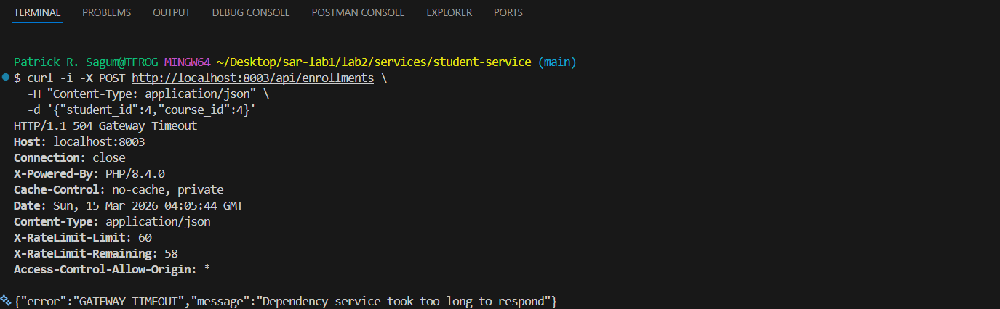 TERMINAL PROBLEMS OUTPUT DEBUG CONSOLE POSTMAN CONSOLE EXPLORER PORTS
Patrick R. Sagum@TFROG MINGW64 ~/Desktop/sar-lab1/lab2/services/student-service (main)
$ curl -i -X POST http://localhost:8003/api/enrollments \
-H "Content-Type: application/json" \
-d '{"student_id":4,"course_id":4}'
HTTP/1.1 504 Gateway Timeout
Host: localhost:8003
Connection: close
X-Powered-By: PHP/8.4.0
Cache-Control: no-cache, private
Date: Sun, 15 Mar 2026 04:05:44 GMT
Content-Type: application/json
X-RateLimit-Limit: 60
X-RateLimit-Remaining: 58
Access-Control-Allow-Origin: *
{"error":"GATEWAY_TIMEOUT","message":"Dependency service took too long to respond"}